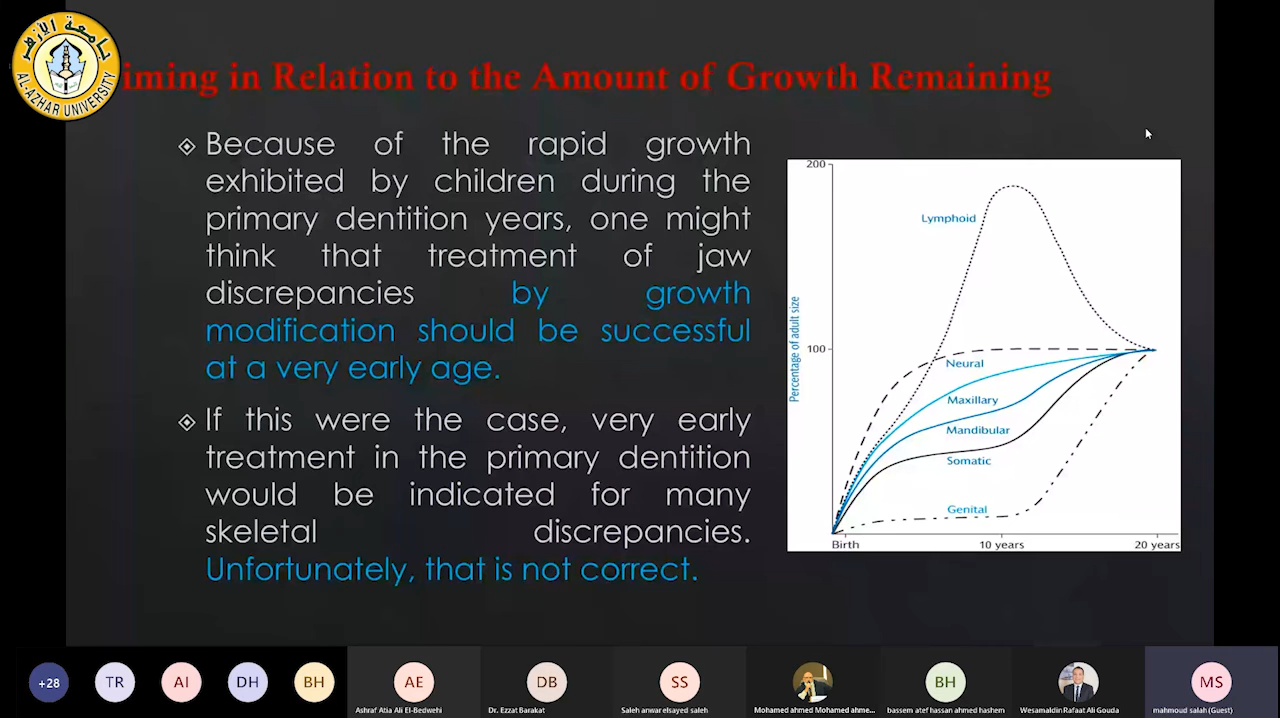 جامعة الأزهر
AL-AZHAR UNIVERSITY
iming in Relation to the Amount of Growth Remaining
Because of the rapid growth
exhibited by children during the
primary dentition years, one might
think that treatment of jaw
discrepancies by growth
modification should be successful
at a very early age.
If this were the case, very early
treatment in the primary dentition
would be indicated for many
skeletal discrepancies.
Unfortunately, that is not correct.
Percentage of adult size
200
Lymphoid
100
Neural
Maxillary
Mandibular
Somatic
Genital
Birth 10 years 20 years
+28 TR AI DH BH AE DB SS BH MS
Ashraf Atia Ali El-Bedwehi Dr. Ezzat Barakat Saleh anwar elsayed saleh Mohamed ahmed Mohamed ahme... bassem atef hassan ahmed hashem Wesamaldin Rafaat Ali Gouda mahmoud salah (Guest)